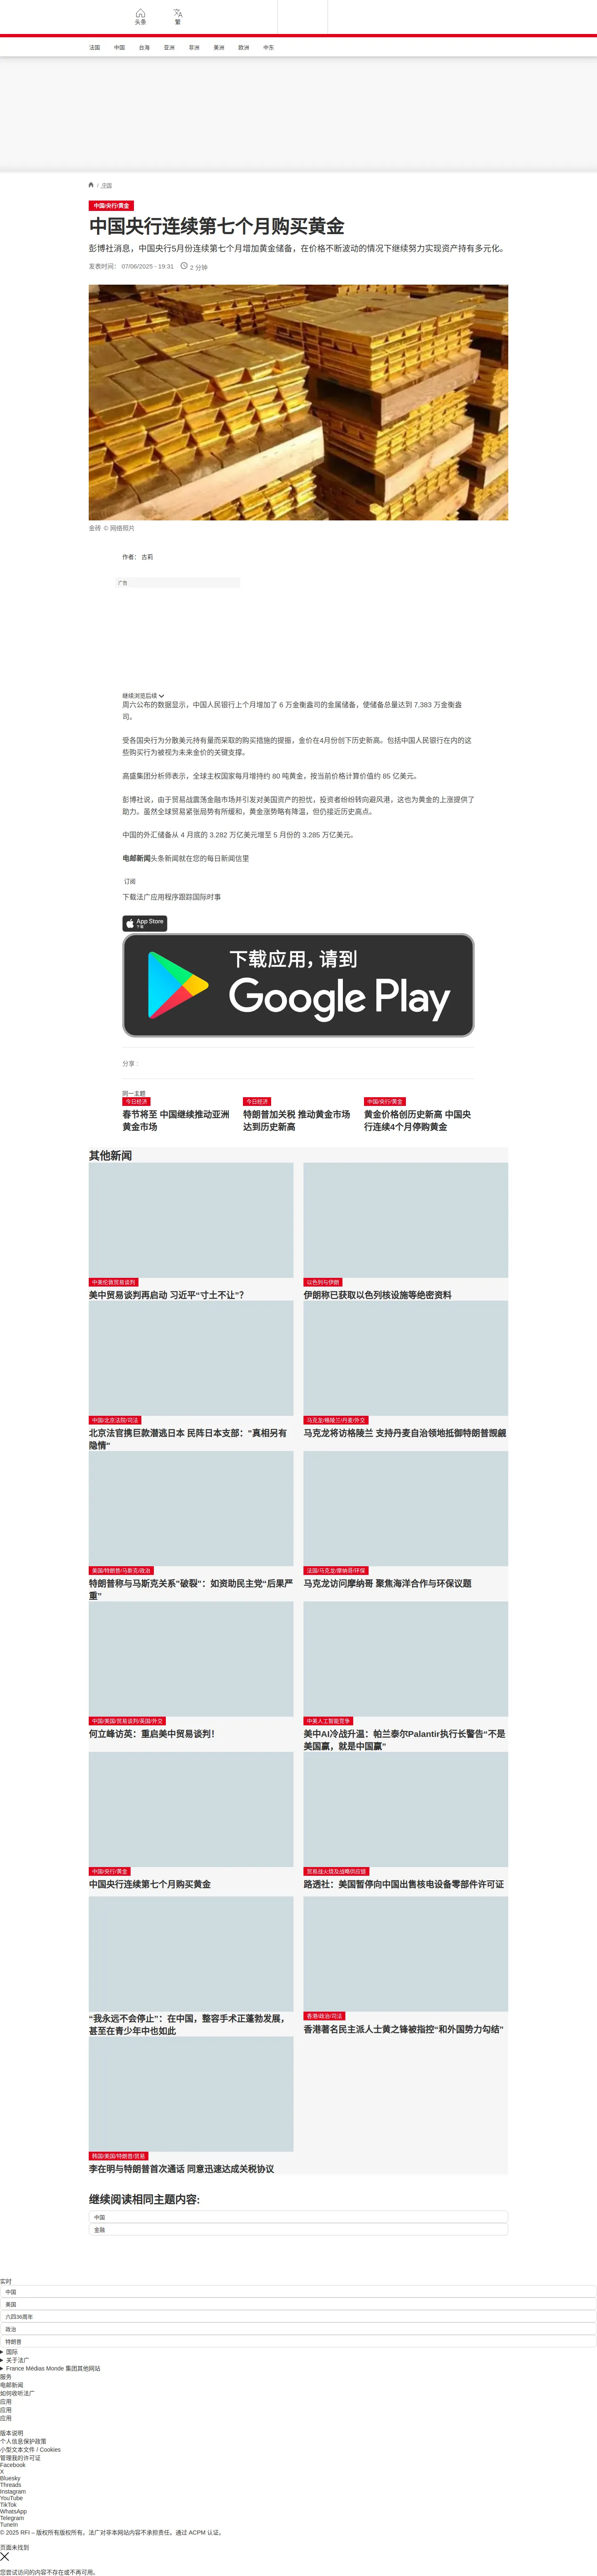 头条
繁
法国
中国
台海
亚洲
非洲
美洲
欧洲
中东
/ 中国
中国/央行/黄金
中国央行连续第七个月购买黄金
彭博社消息，中国央行5月份连续第七个月增加黄金储备，在价格不断波动的情况下继续努力实现资产持有多元化。
发表时间： 07/06/2025 - 19:31
2 分钟
金砖 © 网络照片
作者： 古莉
广告
继续浏览后续
周六公布的数据显示，中国人民银行上个月增加了 6 万金衡盎司的金属储备，使储备总量达到 7,383 万金衡盎
司。
受各国央行为分散美元持有量而采取的购买措施的提振，金价在4月份创下历史新高。包括中国人民银行在内的这
些购买行为被视为未来金价的关键支撑。
高盛集团分析师表示，全球主权国家每月增持约 80 吨黄金，按当前价格计算价值约 85 亿美元。
彭博社说，由于贸易战震荡金融市场并引发对美国资产的担忧，投资者纷纷转向避风港，这也为黄金的上涨提供了
助力。虽然全球贸易紧张局势有所缓和，黄金涨势略有降温，但仍接近历史高点。
中国的外汇储备从 4 月底的 3.282 万亿美元增至 5 月份的 3.285 万亿美元。
电邮新闻头条新闻就在您的每日新闻信里
订阅
下载法广应用程序跟踪国际时事
App Store
下载
下载应用，请到
Google Play
分享 :
同一主题
今日经济
春节将至 中国继续推动亚洲
黄金市场
今日经济
特朗普加关税 推动黄金市场
达到历史新高
中国/央行/黄金
黄金价格创历史新高 中国央
行连续4个月停购黄金
其他新闻
中美伦敦贸易谈判
美中贸易谈判再启动 习近平“寸土不让”？
以色列与伊朗
伊朗称已获取以色列核设施等绝密资料
中国/北京法院/司法
北京法官携巨款潜逃日本 民阵日本支部：“真相另有
隐情”
马克龙/格陵兰/丹麦/外交
马克龙将访格陵兰 支持丹麦自治领地抵御特朗普觊觎
美国/特朗普/马斯克/政治
特朗普称与马斯克关系“破裂”：如资助民主党“后果严
重”
法国/马克龙/摩纳哥/环保
马克龙访问摩纳哥 聚焦海洋合作与环保议题
中国/美国/贸易谈判/英国/外交
何立峰访英：重启美中贸易谈判！
中美人工智能竞争
美中AI冷战升温：帕兰泰尔Palantir执行长警告“不是
美国赢，就是中国赢”
中国/央行/黄金
中国央行连续第七个月购买黄金
贸易战火烧及战略供应链
路透社：美国暂停向中国出售核电设备零部件许可证
“我永远不会停止”：在中国，整容手术正蓬勃发展，
甚至在青少年中也如此
香港/政治/司法
香港著名民主派人士黄之锋被指控“和外国势力勾结”
韩国/美国/特朗普/贸易
李在明与特朗普首次通话 同意迅速达成关税协议
继续阅读相同主题内容:
中国
金融
实时
中国
美国
六四36周年
政治
特朗普
国际
关于法广
France Médias Monde 集团其他网站
服务
电邮新闻
如何收听法广
应用
应用
应用
版本说明
个人信息保护政策
小型文本文件 / Cookies
管理我的许可证
Facebook
X
Bluesky
Threads
Instagram
YouTube
TikTok
WhatsApp
Telegram
TuneIn
© 2025 RFI – 版权所有版权所有。法广对非本网站内容不承担责任。通过 ACPM 认证。
页面未找到
您尝试访问的内容不存在或不再可用。